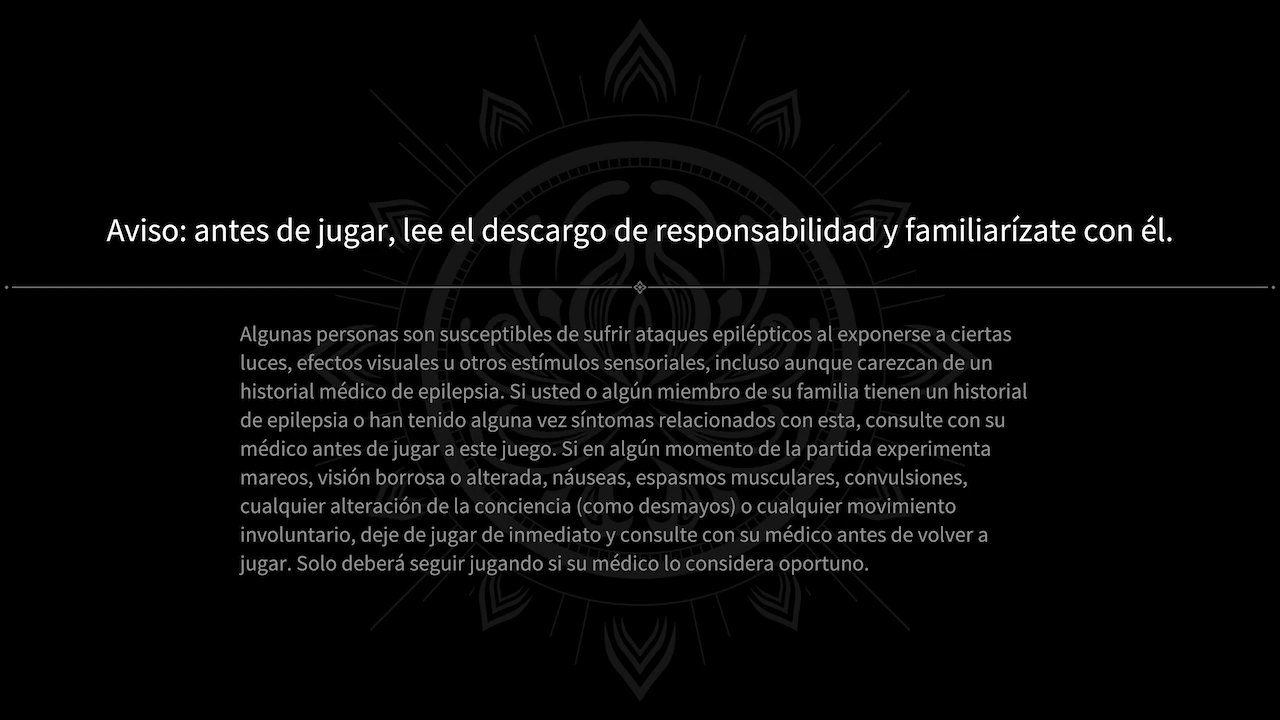 Aviso: antes de jugar, lee el descargo de responsabilidad y familiarízate con él.
Algunas personas son susceptibles de sufrir ataques epilépticos al exponerse a ciertas
luces, efectos visuales u otros estímulos sensoriales, incluso aunque carezcan de un
historial médico de epilepsia. Si usted o algún miembro de su familia tienen un historial
de epilepsia o han tenido alguna vez síntomas relacionados con esta, consulte con su
médico antes de jugar a este juego. Si en algún momento de la partida experimenta
mareos, visión borrosa o alterada, náuseas, espasmos musculares, convulsiones,
cualquier alteración de la conciencia (como desmayos) o cualquier movimiento
involuntario, deje de jugar de inmediato y consulte con su médico antes de volver a
jugar. Solo deberá seguir jugando si su médico lo considera oportuno.